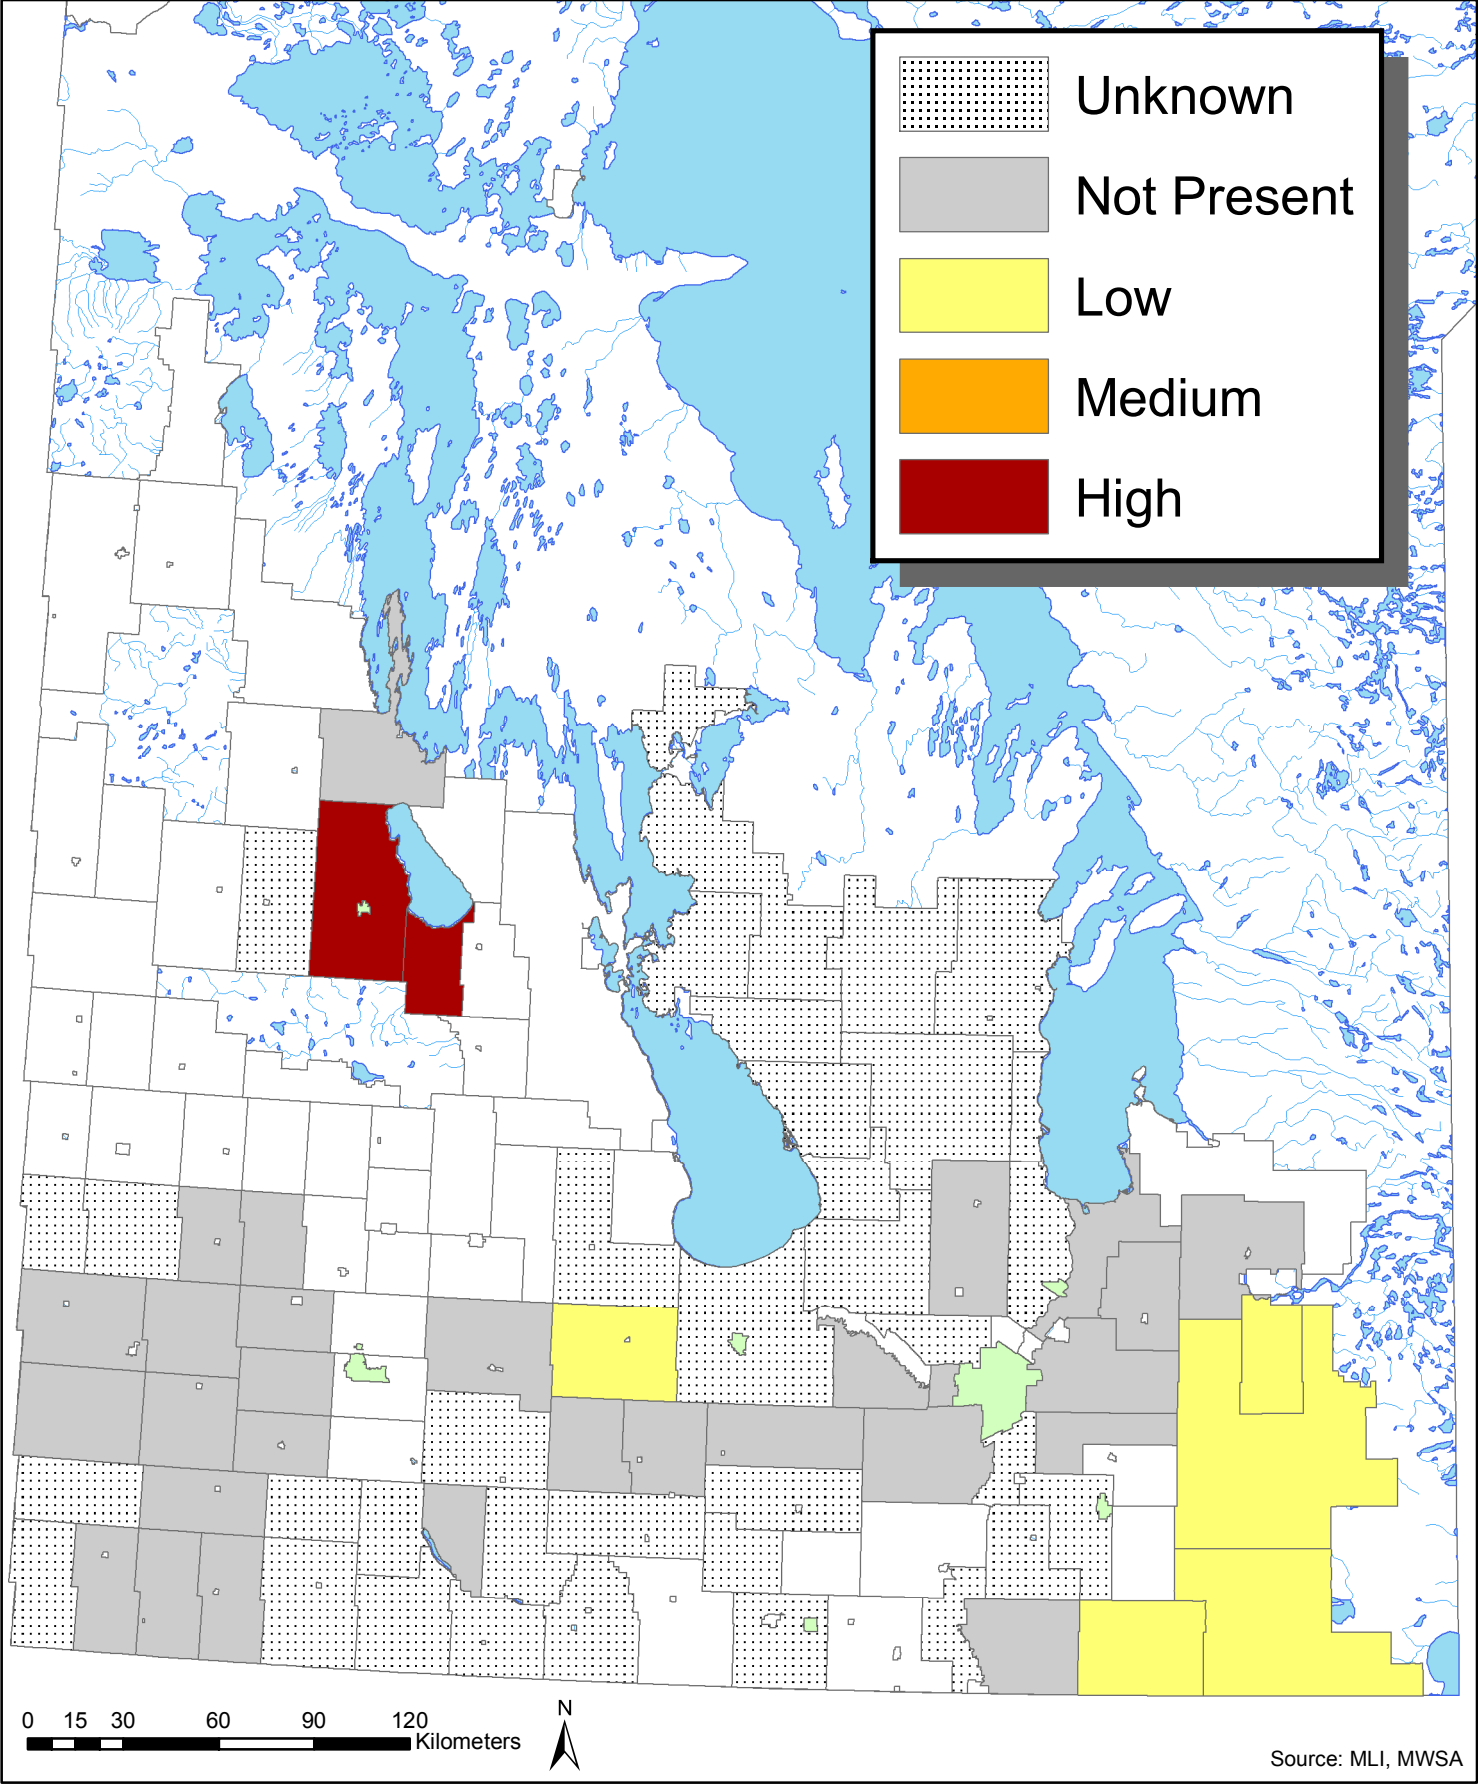 Unknown
Not Present
Low
Medium
High
N
0 15 30 60 90 120
Kilometers
Source: MLI, MWSA